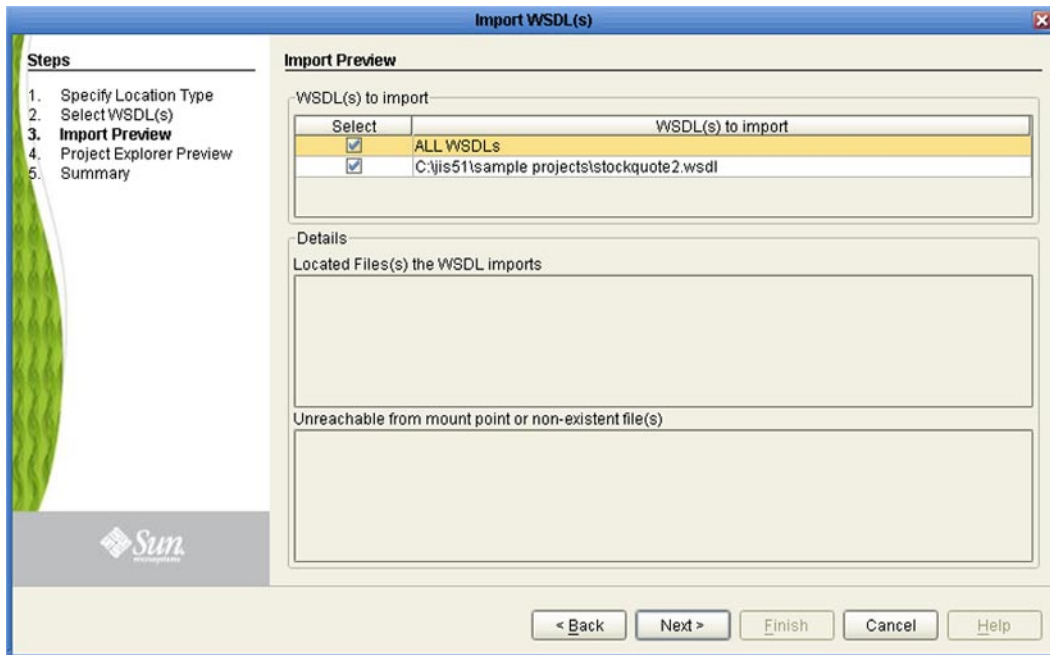 Import WSDL(s)
Steps
1. Specify Location Type
2. Select WSDL(s)
3. Import Preview
4. Project Explorer Preview
5. Summary
Sun
microsystems
Import Preview
WSDL(s) to import
Select WSDL(s) to import
ALL WSDLs
C:\jis51\sample projects\stockquote2.wsdl
Details
Located Files(s) the WSDL imports
Unreachable from mount point or non-existent file(s)
< Back Next > Finish Cancel Help